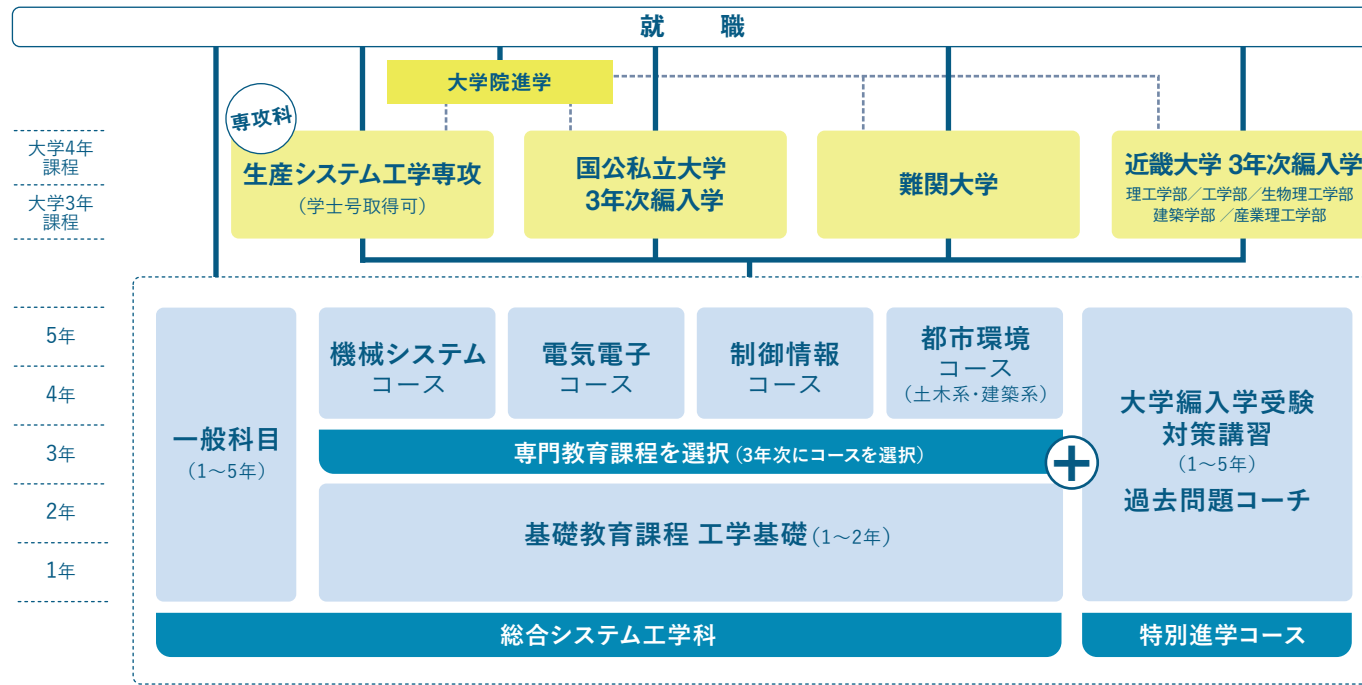 就 職
大学院進学
専攻科
大学4年
課程
大学3年
課程
生産システム工学専攻
(学士号取得可)
国公私立大学
3年次編入学
難関大学
近畿大学 3年次編入学
理工学部／工学部／生物理工学部
建築学部 ／産業理工学部
5年
4年
3年
2年
1年
一般科目
(1〜5年)
機械システム
コース
電気電子
コース
制御情報
コース
都市環境
コース
(土木系・建築系)
専門教育課程を選択(3年次にコースを選択)
基礎教育課程 工学基礎(1〜2年)
+
大学編入学受験
対策講習
(1〜5年)
過去問題コーチ
総合システム工学科
特別進学コース